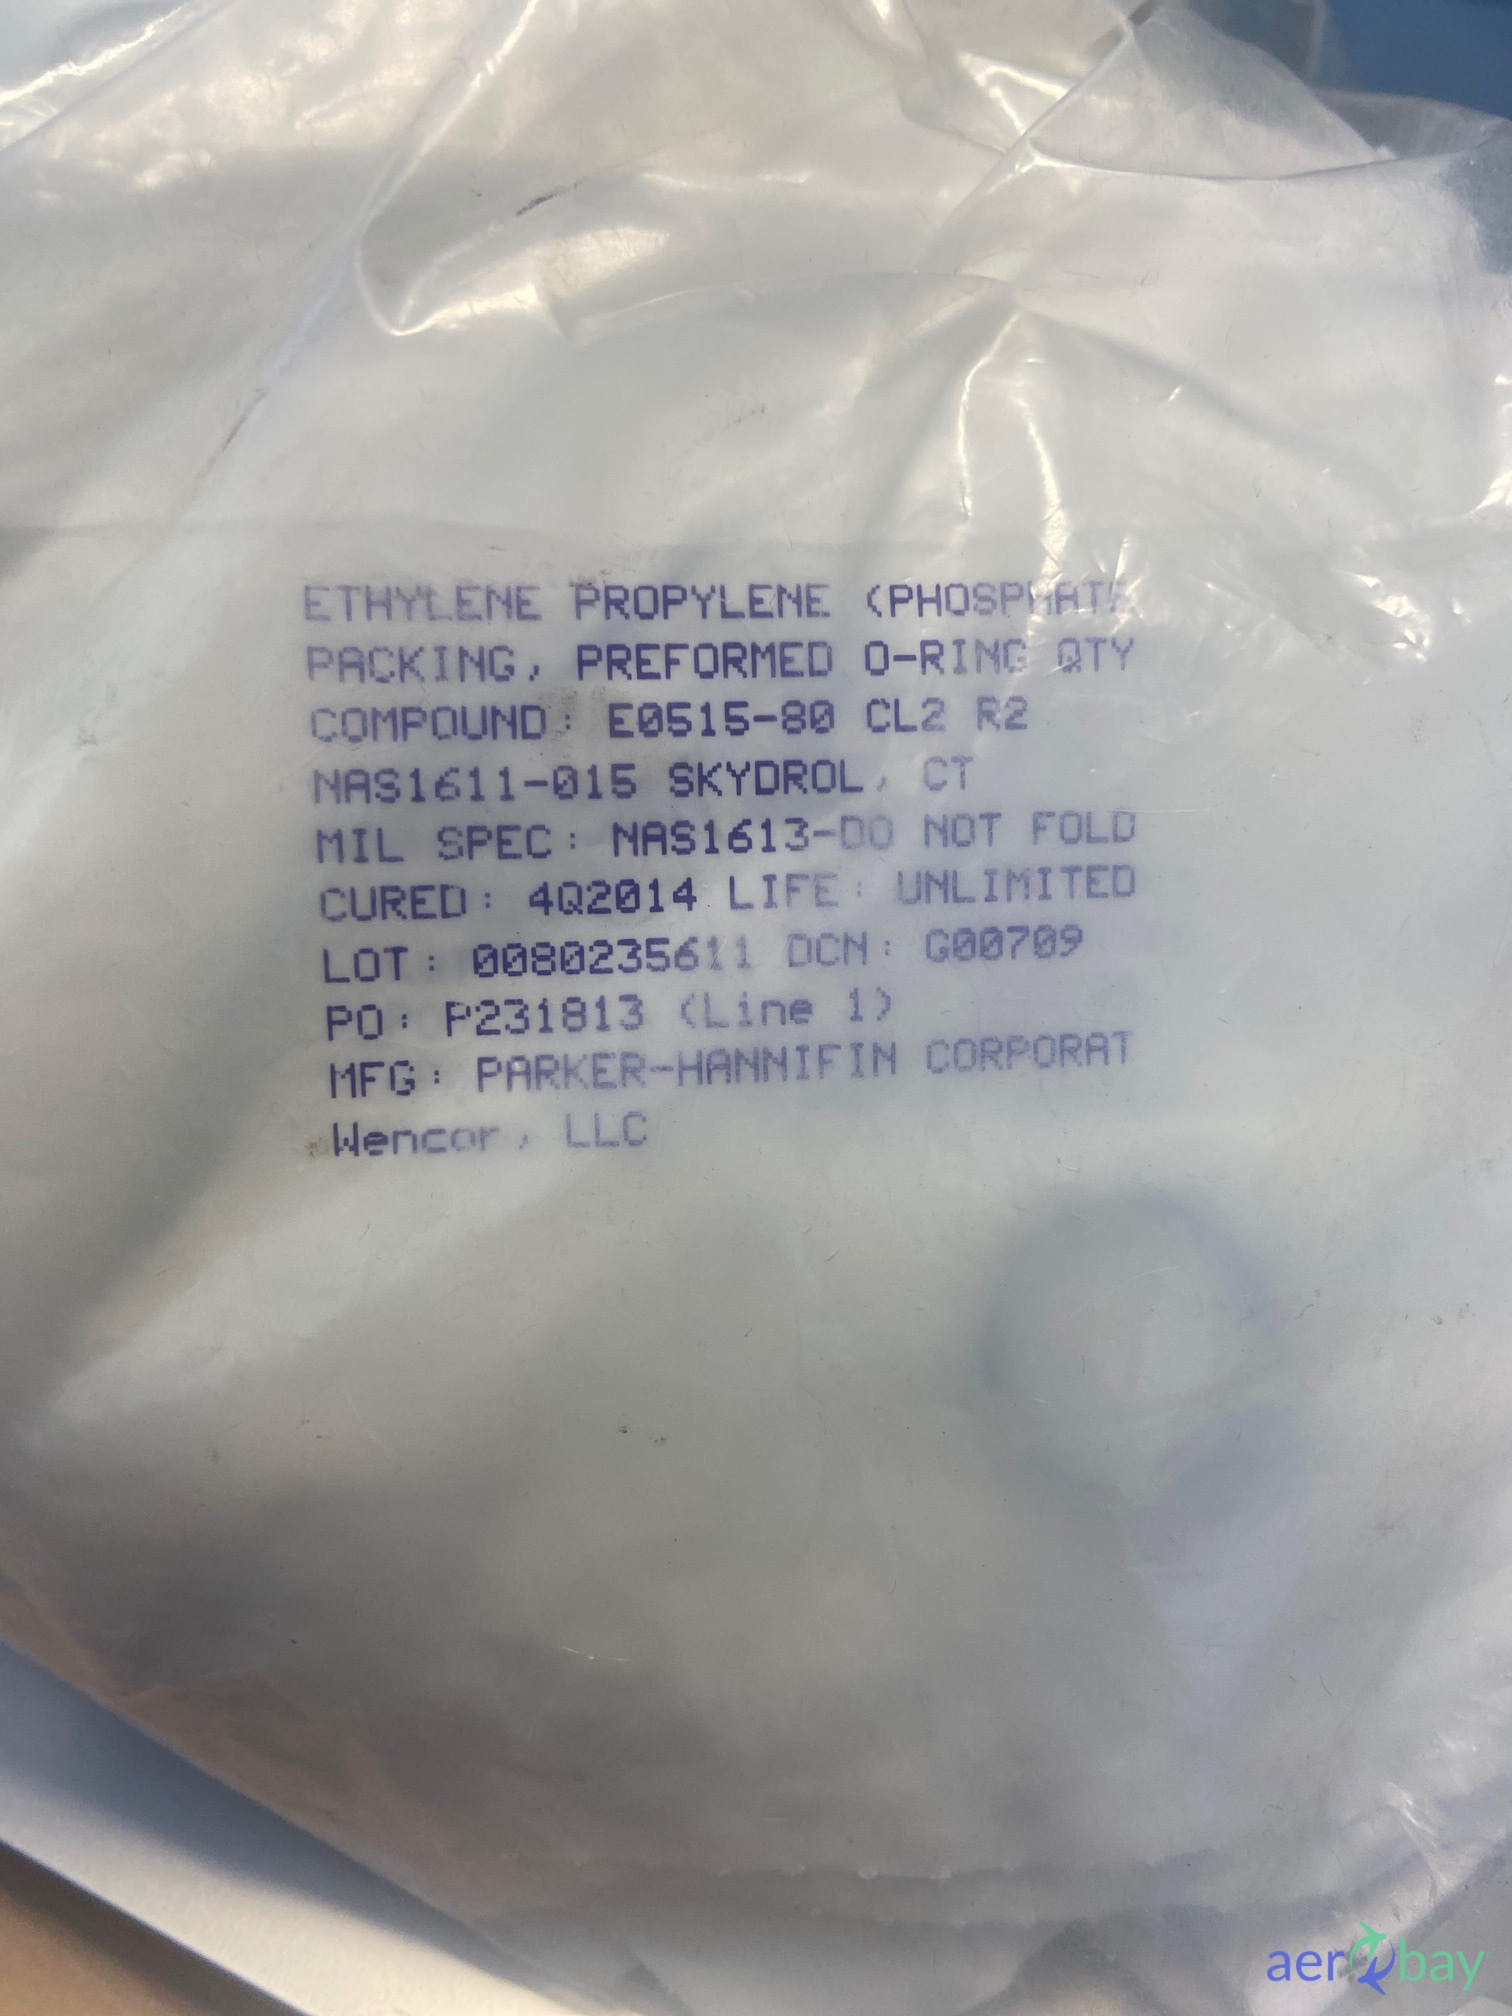 ETHYLENE PROPYLENE (PHOSPHATE
PACKING, PREFORMED O-RING QTY
COMPOUND: E0515-80 CL2 R2
NAS1611-015 SKYDROL, CT
MIL SPEC: NAS1613-DO NOT FOLD
CURED: 4Q2014 LIFE: UNLIMITED
LOT: 0080235611 DCN: G00709
PO: P231813 (Line 1)
MFG: PARKER-HANNIFIN CORPORAT
Wencor, LLC
aerobay